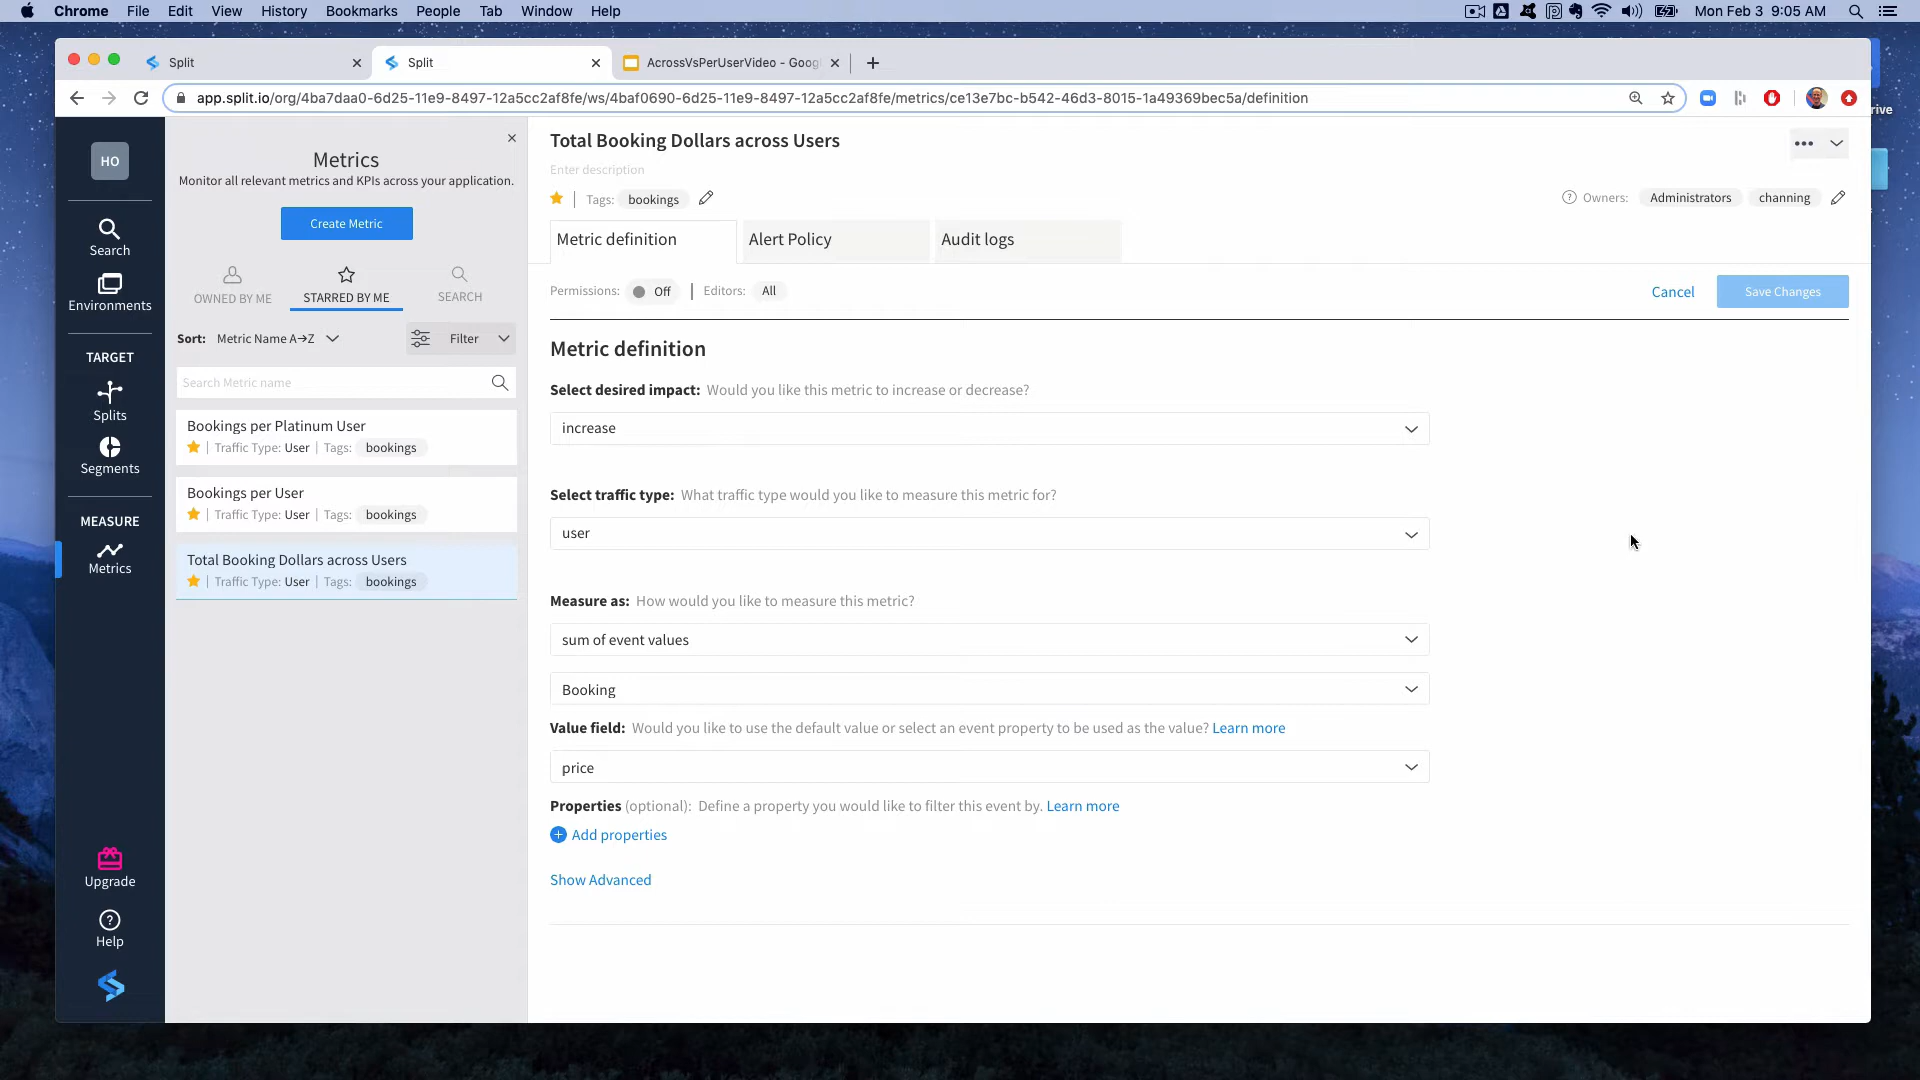 Chrome File Edit View History Bookmarks People Tab Window Help Mon Feb 3 9:05 AM
Split Split AcrossVsPerUserVideo - Goog
app.split.io/org/4ba7daa0-6d25-11e9-8497-12a5cc2af8fe/ws/4baf0690-6d25-11e9-8497-12a5cc2af8fe/metrics/ce13e7bc-b542-46d3-8015-1a49369bec5a/definition
rive
HO
Search
Environments
TARGET
Splits
Segments
MEASURE
Metrics
Upgrade
Help
Metrics
Monitor all relevant metrics and KPIs across your application.
Create Metric
OWNED BY ME STARRED BY ME SEARCH
Sort: Metric Name A→Z Filter
Search Metric name
Bookings per Platinum User
Traffic Type: User | Tags: bookings
Bookings per User
Traffic Type: User | Tags: bookings
Total Booking Dollars across Users
Traffic Type: User | Tags: bookings
Total Booking Dollars across Users
Enter description
Tags: bookings
? Owners: Administrators channing
Metric definition Alert Policy Audit logs
Permissions: Off | Editors: All
Cancel Save Changes
Metric definition
Select desired impact: Would you like this metric to increase or decrease?
increase
Select traffic type: What traffic type would you like to measure this metric for?
user
Measure as: How would you like to measure this metric?
sum of event values
Booking
Value field: Would you like to use the default value or select an event property to be used as the value? Learn more
price
Properties (optional): Define a property you would like to filter this event by. Learn more
Add properties
Show Advanced